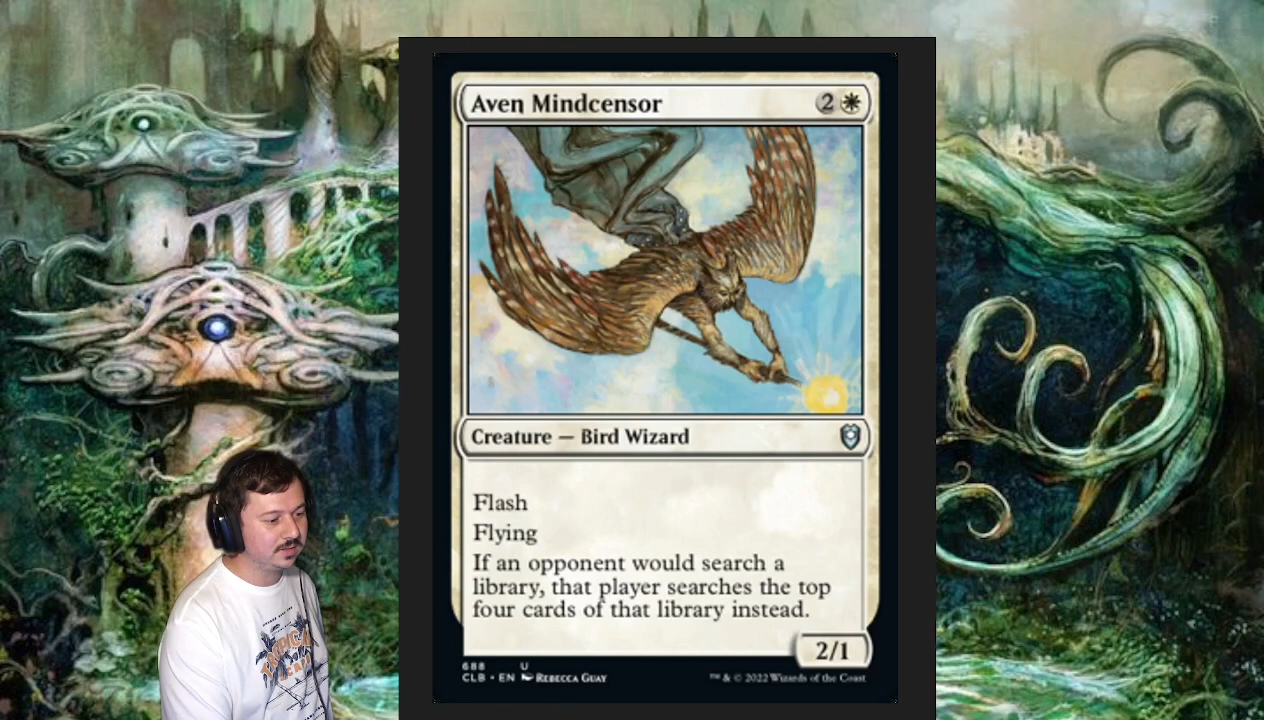 Aven Mindcensor 2
Creature — Bird Wizard
Flash
Flying
If an opponent would search a
library, that player searches the top
four cards of that library instead.
2/1
688 U
CLB • EN REBECCA GUAY ™ & © 2022 Wizards of the Coast